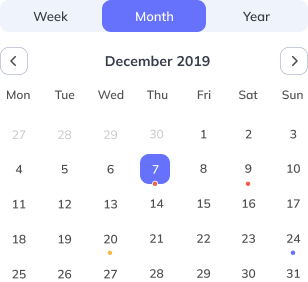 Week Month Year
December 2019
Mon Tue Wed Thu Fri Sat Sun
27 28 29 30 1 2 3
4 5 6 7 8 9 10
11 12 13 14 15 16 17
18 19 20 21 22 23 24
25 26 27 28 29 30 31